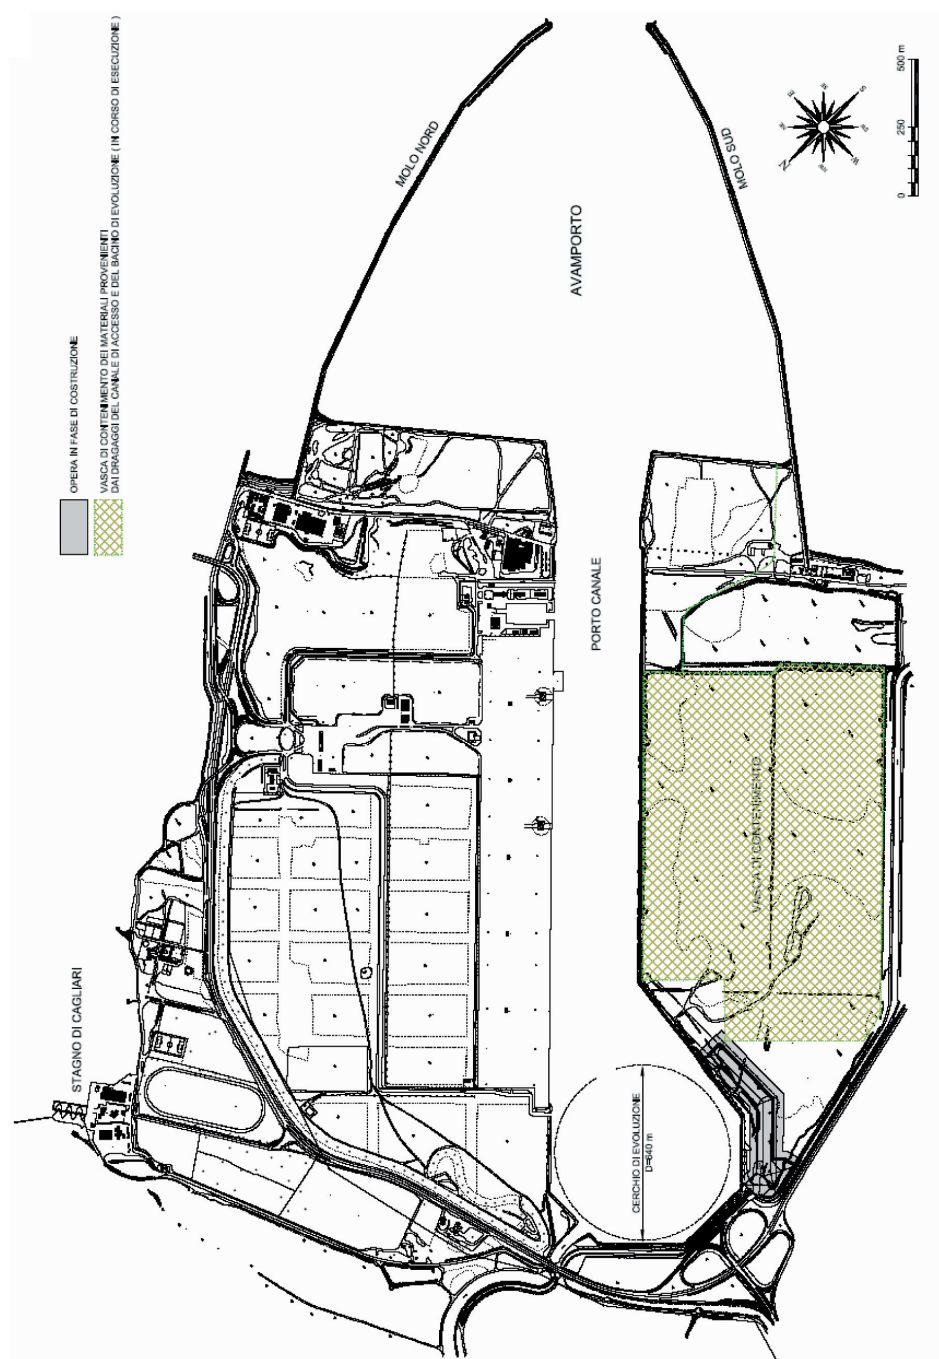 OPERA IN FASE DI COSTRUZIONE
VASCA DI CONTENIMENTO DEI MATERIALI PROVENIENTI
DAI DRAGAGGI DEL CANALE DI ACCESSO E DEL BACINO DI EVOLUZIONE ( IN CORSO DI ESECUZIONE )
STAGNO DI CAGLIARI
MOLO NORD
AVAMPORTO
MOLO SUD
PORTO CANALE
VASCA DI CONTENIMENTO
CERCHIO DI EVOLUZIONE
D=640 m
N
S
E
W
0 250 500 m